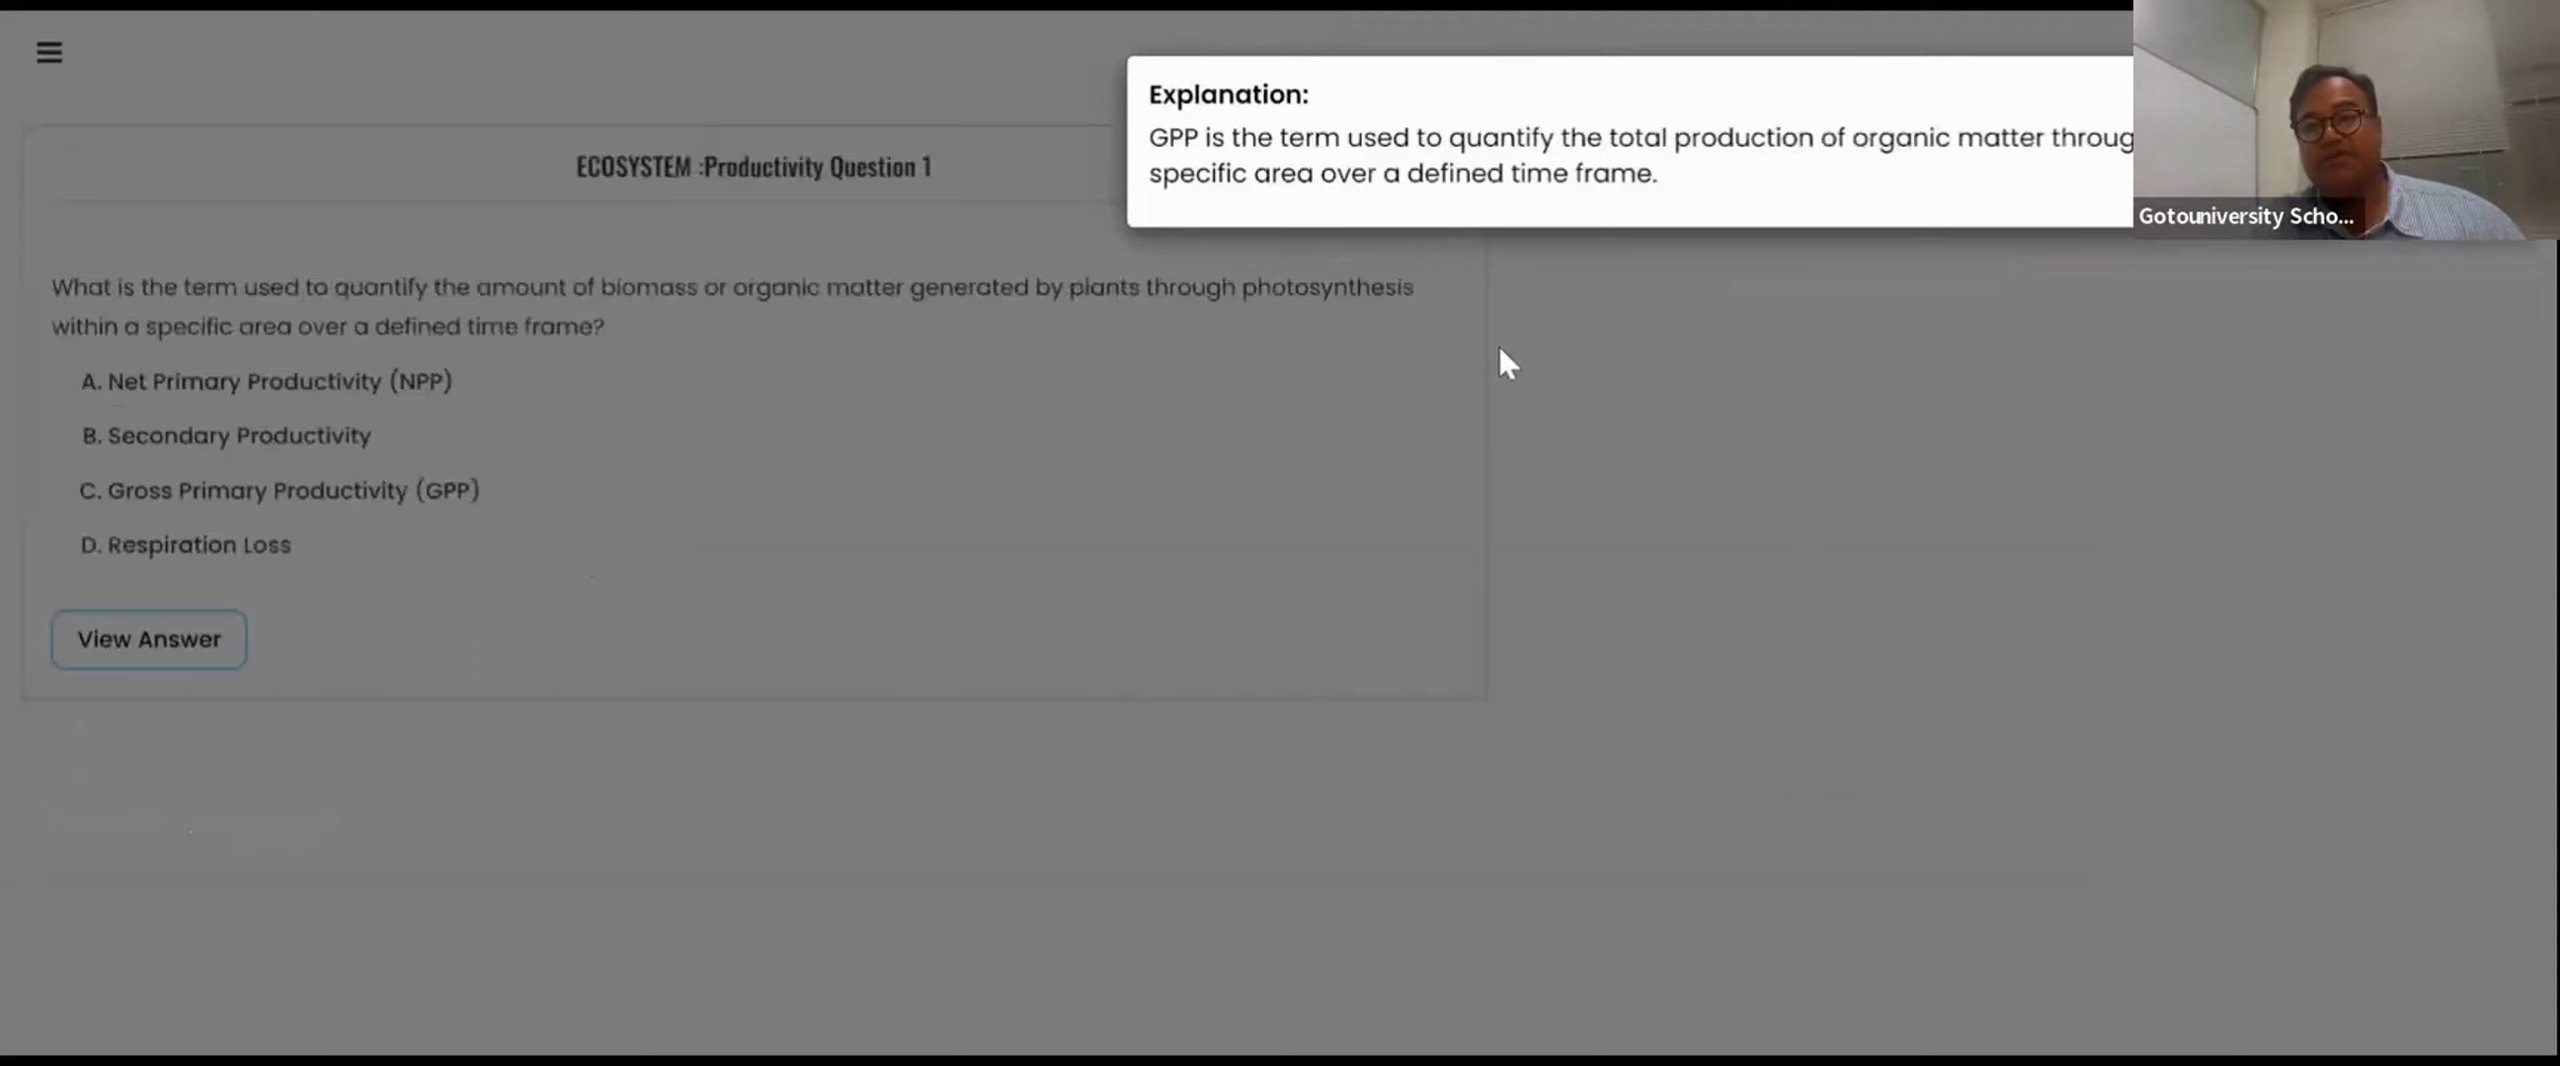 Explanation:
GPP is the term used to quantify the total production of organic matter throug
specific area over a defined time frame.
Gotouniversity Scho...
ECOSYSTEM :Productivity Question 1
What is the term used to quantify the amount of biomass or organic matter generated by plants through photosynthesis
within a specific area over a defined time frame?
A. Net Primary Productivity (NPP)
B. Secondary Productivity
C. Gross Primary Productivity (GPP)
D. Respiration Loss
View Answer